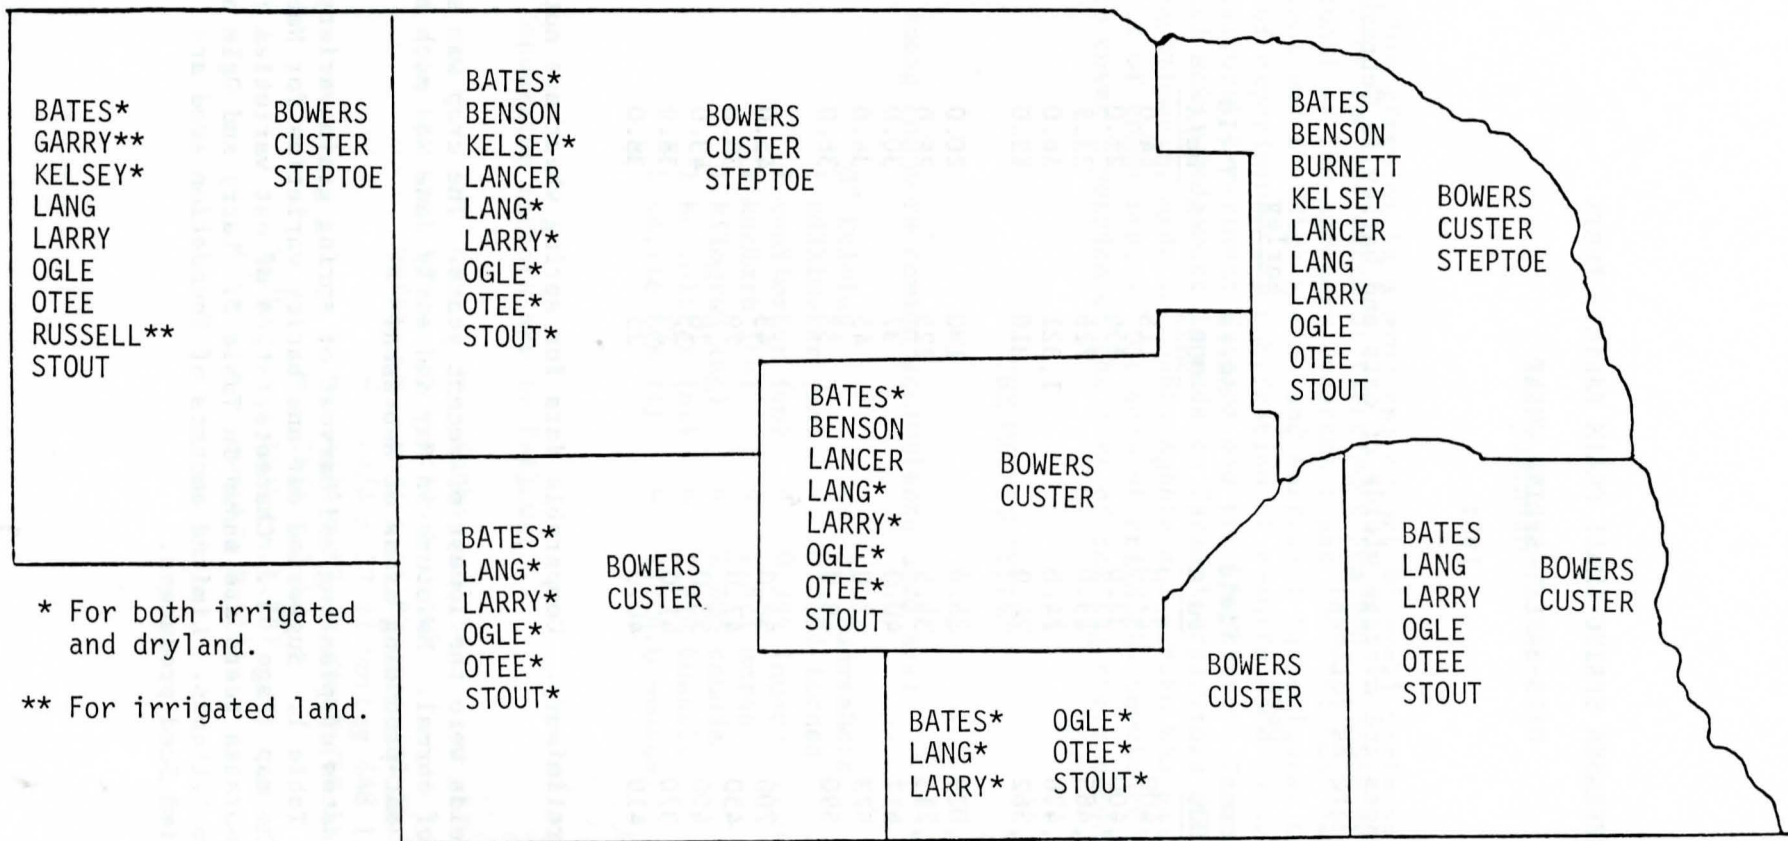 BATES*
GARRY**
KELSEY*
LANG
LARRY
OGLE
OTEE
RUSSELL**
STOUT
BOWERS
CUSTER
STEPTOE
BATES*
BENSON
KELSEY*
LANCER
LANG*
LARRY*
OGLE*
OTEE*
STOUT*
BOWERS
CUSTER
STEPTOE
BATES
BENSON
BURNETT
KELSEY
LANCER
LANG
LARRY
OGLE
OTEE
STOUT
BOWERS
CUSTER
STEPTOE
BATES*
BENSON
LANCER
LANG*
LARRY*
OGLE*
OTEE*
STOUT
BOWERS
CUSTER
BATES*
LANG*
LARRY*
OGLE*
OTEE*
STOUT*
BOWERS
CUSTER
BATES*
LANG*
LARRY*
OGLE*
OTEE*
STOUT*
BOWERS
CUSTER
BATES
LANG
LARRY
OGLE
OTEE
STOUT
BOWERS
CUSTER
* For both irrigated
and dryland.
** For irrigated land.